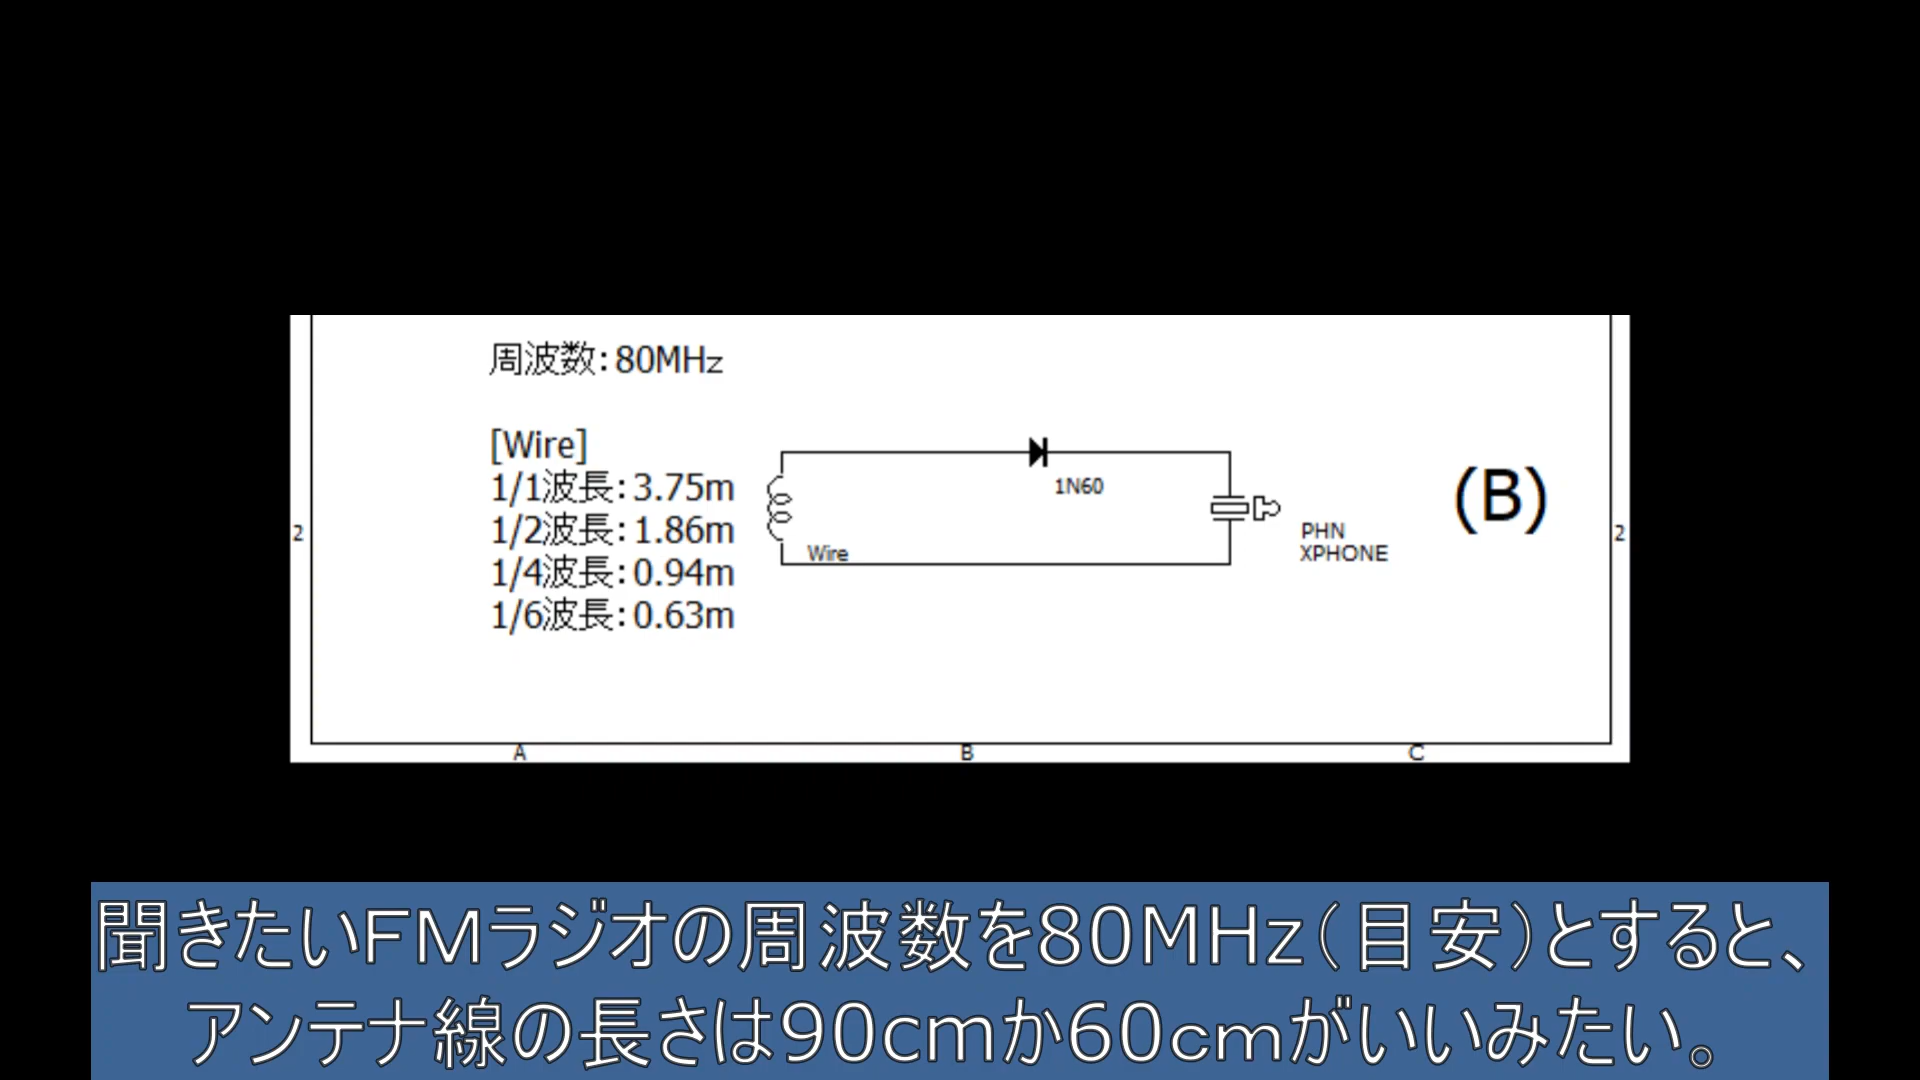 周波数：80MHz
[Wire]
1/1波長：3.75m
1/2波長：1.86m
1/4波長：0.94m
1/6波長：0.63m
1N60
Wire
PHN
XPHONE
(B)
2
2
A
B
C
聞きたいFMラジオの周波数を80MHz（目安）とすると、
アンテナ線の長さは90cmか60cmがいいみたい。